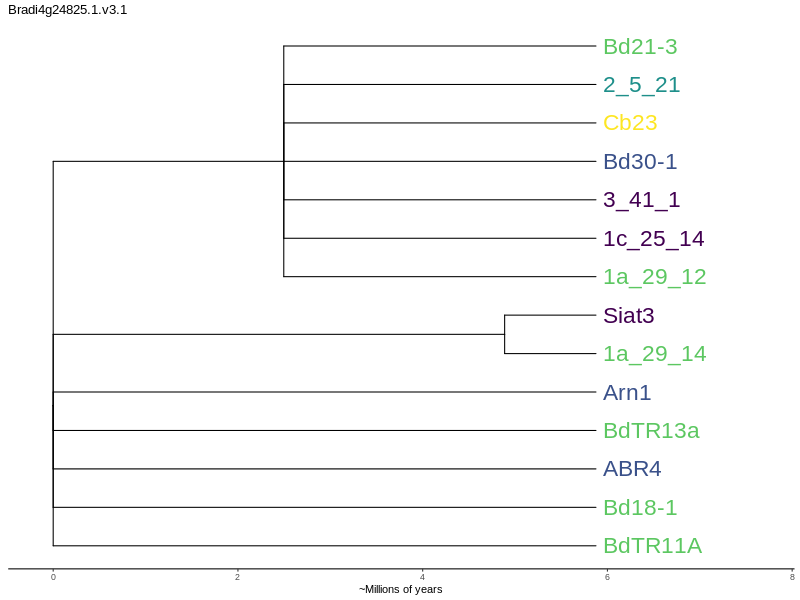 Bradi4g24825.1.v3.1
Bd21-3
2_5_21
Cb23
Bd30-1
3_41_1
1c_25_14
1a_29_12
Siat3
1a_29_14
Arn1
BdTR13a
ABR4
Bd18-1
BdTR11A
0 2 4 6 8
~Millions of years